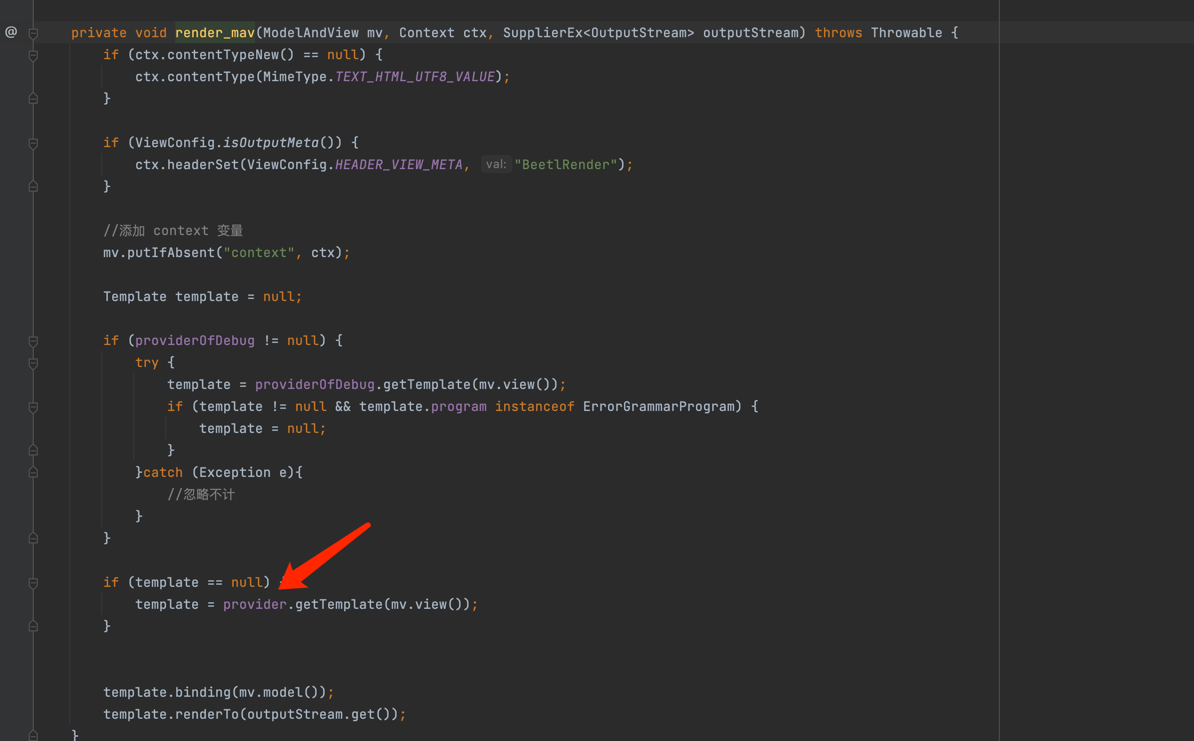 @
private void render_mav(ModelAndView mv, Context ctx, SupplierEx<OutputStream> outputStream) throws Throwable {
if (ctx.contentTypeNew() == null) {
ctx.contentType(MimeType.TEXT_HTML_UTF8_VALUE);
}
if (ViewConfig.isOutputMeta()) {
ctx.headerSet(ViewConfig.HEADER_VIEW_META, val: "BeetlRender");
}
//添加 context 变量
mv.putIfAbsent("context", ctx);
Template template = null;
if (providerOfDebug != null) {
try {
template = providerOfDebug.getTemplate(mv.view());
if (template != null && template.program instanceof ErrorGrammarProgram) {
template = null;
}
}catch (Exception e){
//忽略不计
}
}
if (template == null) {
template = provider.getTemplate(mv.view());
}
template.binding(mv.model());
template.renderTo(outputStream.get());
}